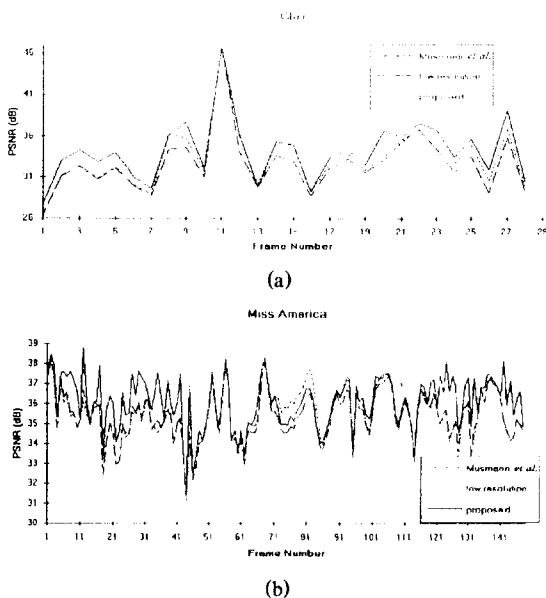 46
41
36
31
26
PSNR (dB)
Musmann et al.
proposed
1 3 5 7 9 11 13 15 17 19 21 23 25 27 29
Frame Number
(a)
Miss America
39
38
37
36
35
34
33
32
31
30
PSNR (dB)
Musmann et al.
low resolution
proposed
1 11 21 31 41 51 61 71 81 91 101 111 121 131 141
Frame Number
(b)